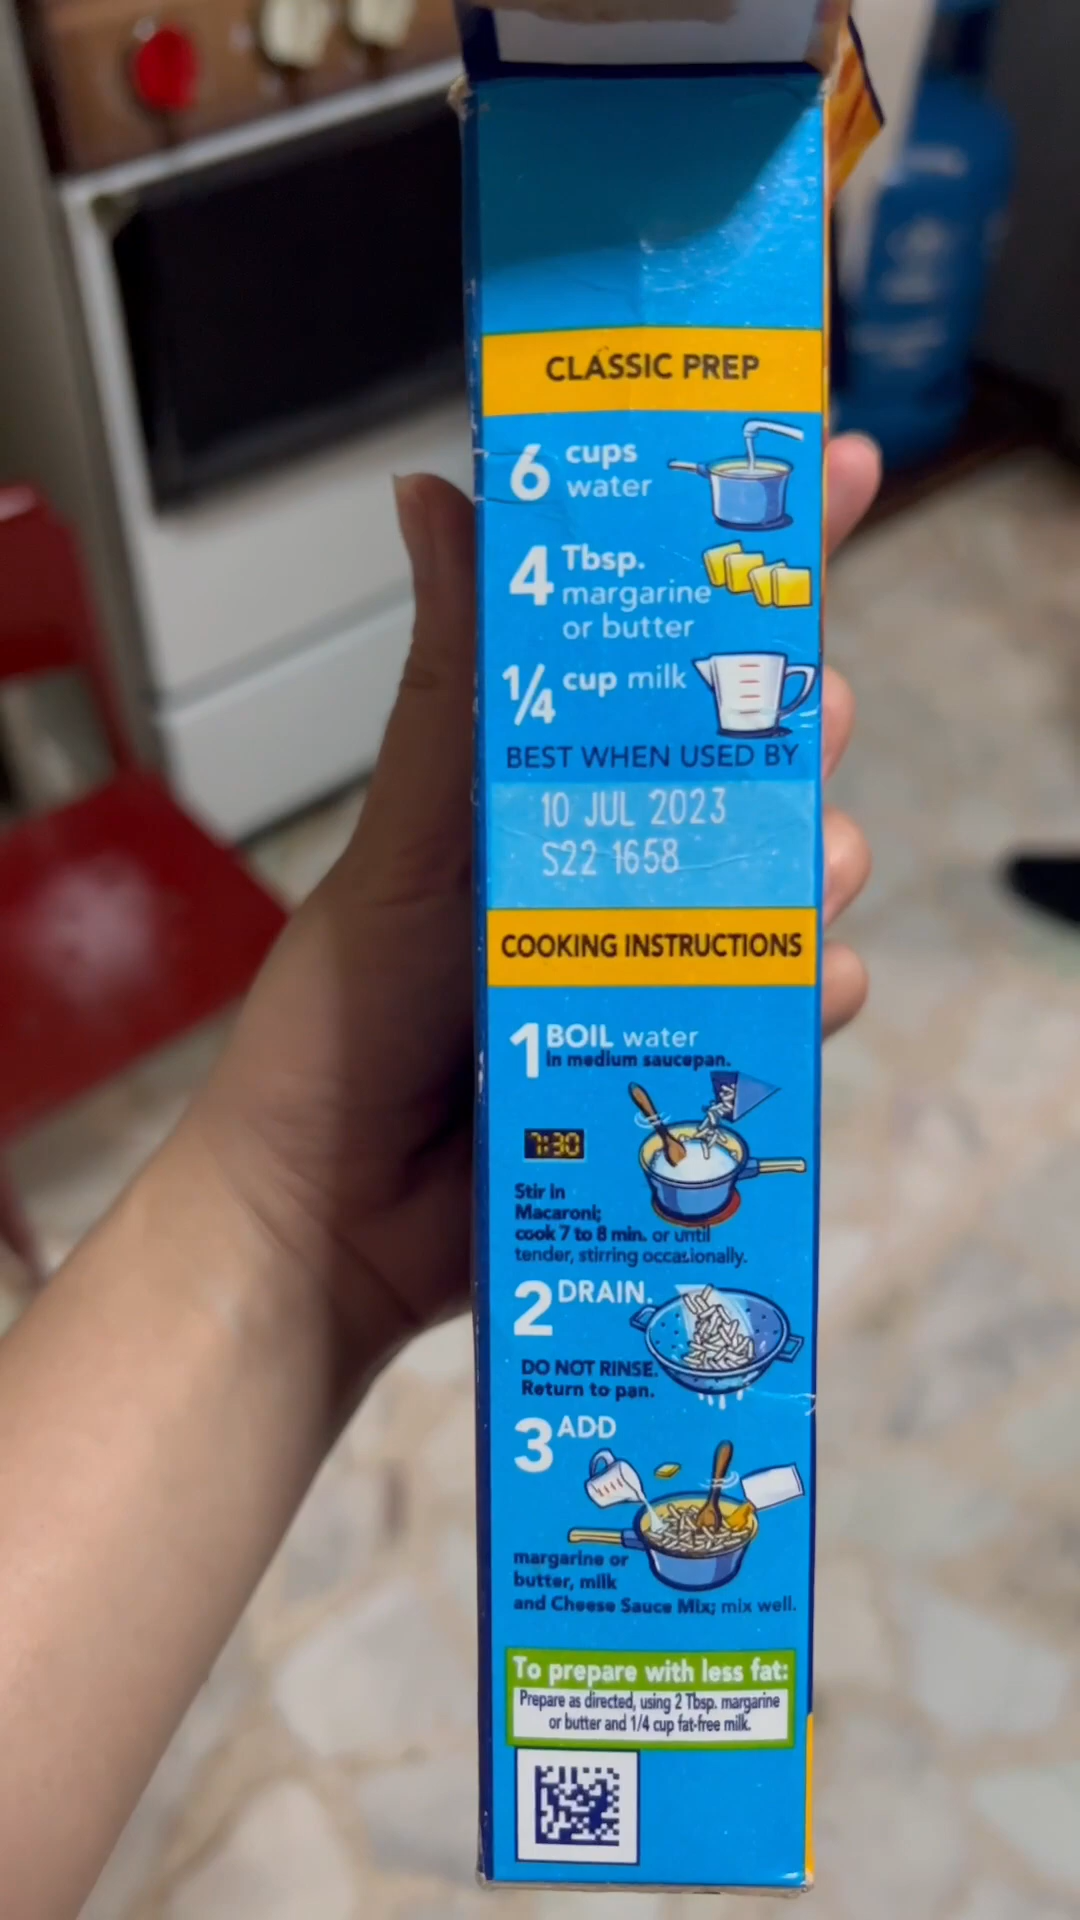 CLASSIC PREP
6 cups
water
4 Tbsp.
margarine
or butter
1/4 cup milk
BEST WHEN USED BY
10 JUL 2023
S22 1658
COOKING INSTRUCTIONS
1 BOIL water
in medium saucepan.
7:30
Stir in
Macaroni;
cook 7 to 8 min. or until
tender, stirring occasionally.
2 DRAIN.
DO NOT RINSE.
Return to pan.
3 ADD
margarine or
butter, milk
and Cheese Sauce Mix; mix well.
To prepare with less fat:
Prepare as directed, using 2 Tbsp. margarine
or butter and 1/4 cup fat-free milk.